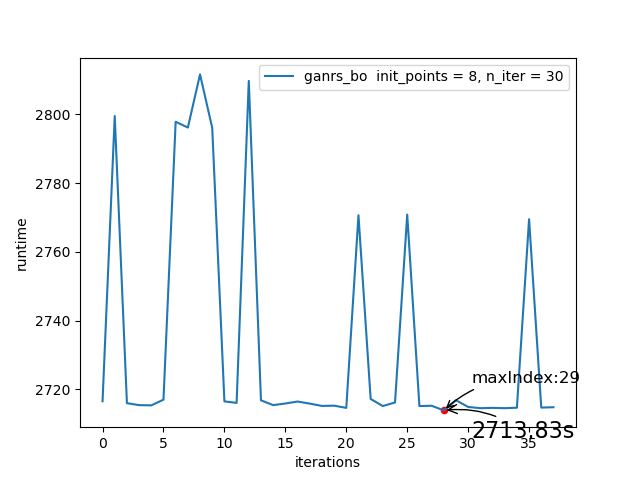 ganrs_bo  init_points = 8, n_iter = 30
2800
2780
2760
2740
2720
runtime
maxIndex:29
2713.83s
0 5 10 15 20 25 30 35
iterations